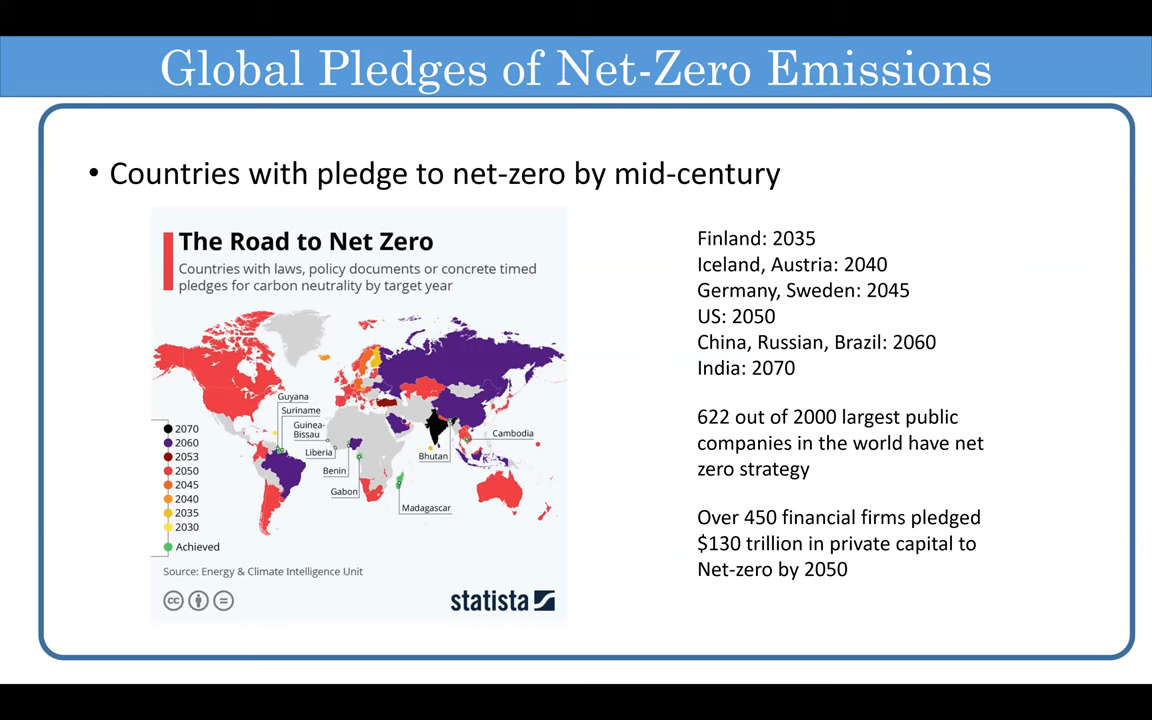 Global Pledges of Net-Zero Emissions
• Countries with pledge to net-zero by mid-century
The Road to Net Zero
Countries with laws, policy documents or concrete timed
pledges for carbon neutrality by target year
Guyana
Suriname
Guinea-
Bissau
Liberia
Benin
Gabon
Madagascar
Bhutan
Cambodia
2070
2060
2053
2050
2045
2040
2035
2030
Achieved
Source: Energy & Climate Intelligence Unit
cc
statista
Finland: 2035
Iceland, Austria: 2040
Germany, Sweden: 2045
US: 2050
China, Russian, Brazil: 2060
India: 2070
622 out of 2000 largest public
companies in the world have net
zero strategy
Over 450 financial firms pledged
$130 trillion in private capital to
Net-zero by 2050